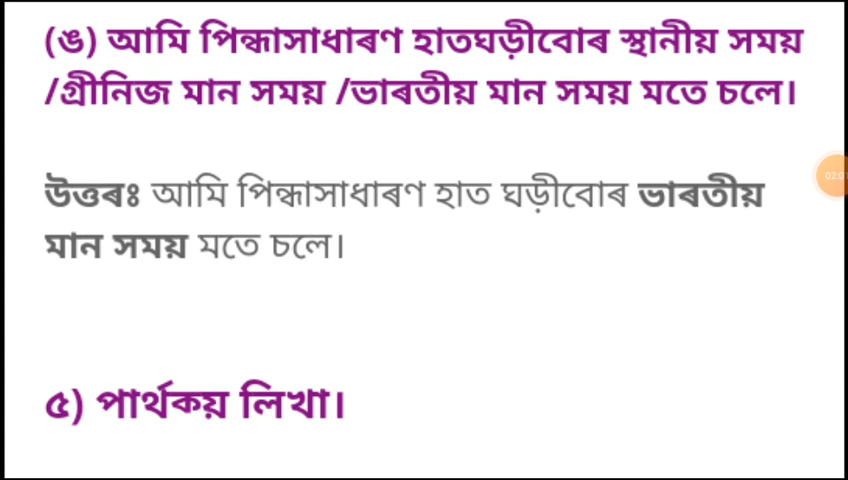 (ঙ) আমি পিন্ধাসাধাৰণ হাতঘড়ীবোৰ স্থানীয় সময়
/গ্ৰীনিজ মান সময় /ভাৰতীয় মান সময় মতে চলে।
উত্তৰঃ আমি পিন্ধাসাধাৰণ হাত ঘড়ীবোৰ ভাৰতীয়
মান সময় মতে চলে।
৫) পাৰ্থকয় লিখা।